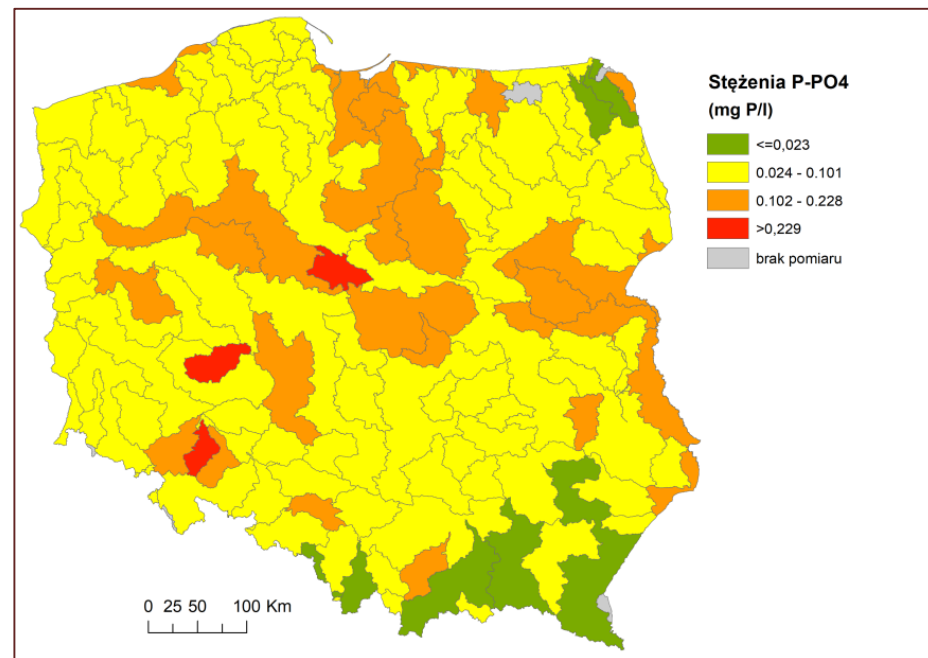 Stężenia P-PO4
(mg P/l)
<=0,023
0.024 - 0.101
0.102 - 0.228
>0,229
brak pomiaru
0 25 50 100 Km